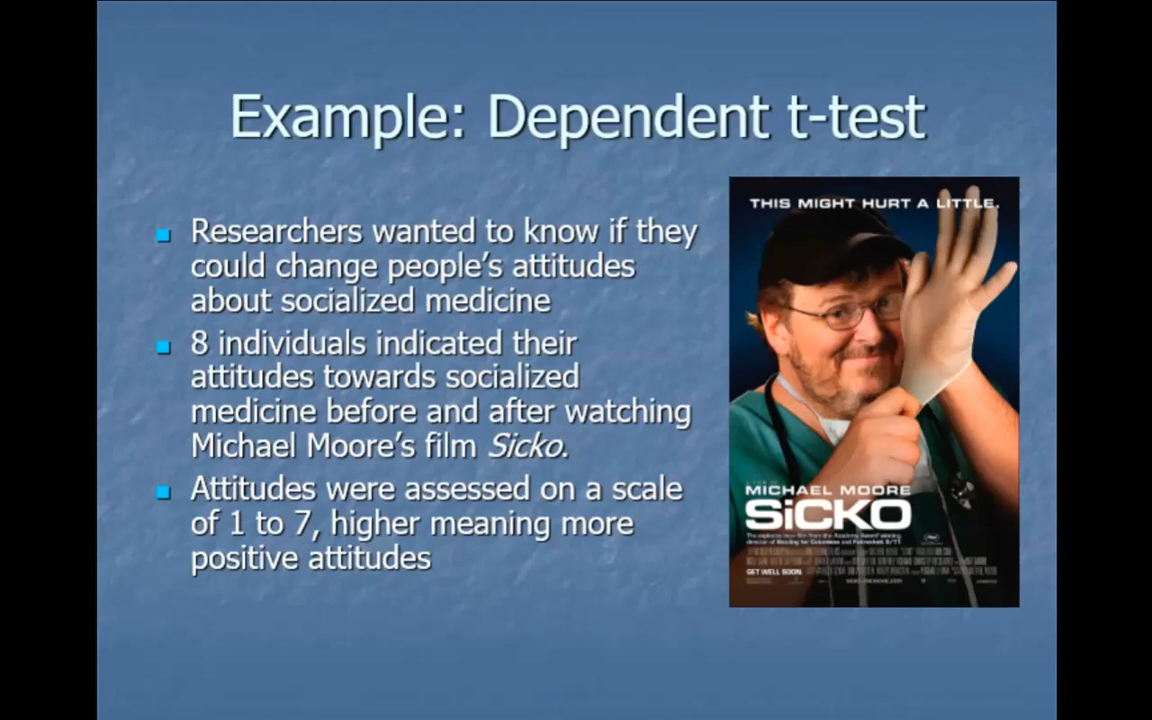 Example: Dependent t-test
Researchers wanted to know if they
could change people's attitudes
about socialized medicine
8 individuals indicated their
attitudes towards socialized
medicine before and after watching
Michael Moore's film Sicko.
Attitudes were assessed on a scale
of 1 to 7, higher meaning more
positive attitudes
THIS MIGHT HURT A LITTLE.
MICHAEL MOORE
SiCKO
GET WELL SOON.